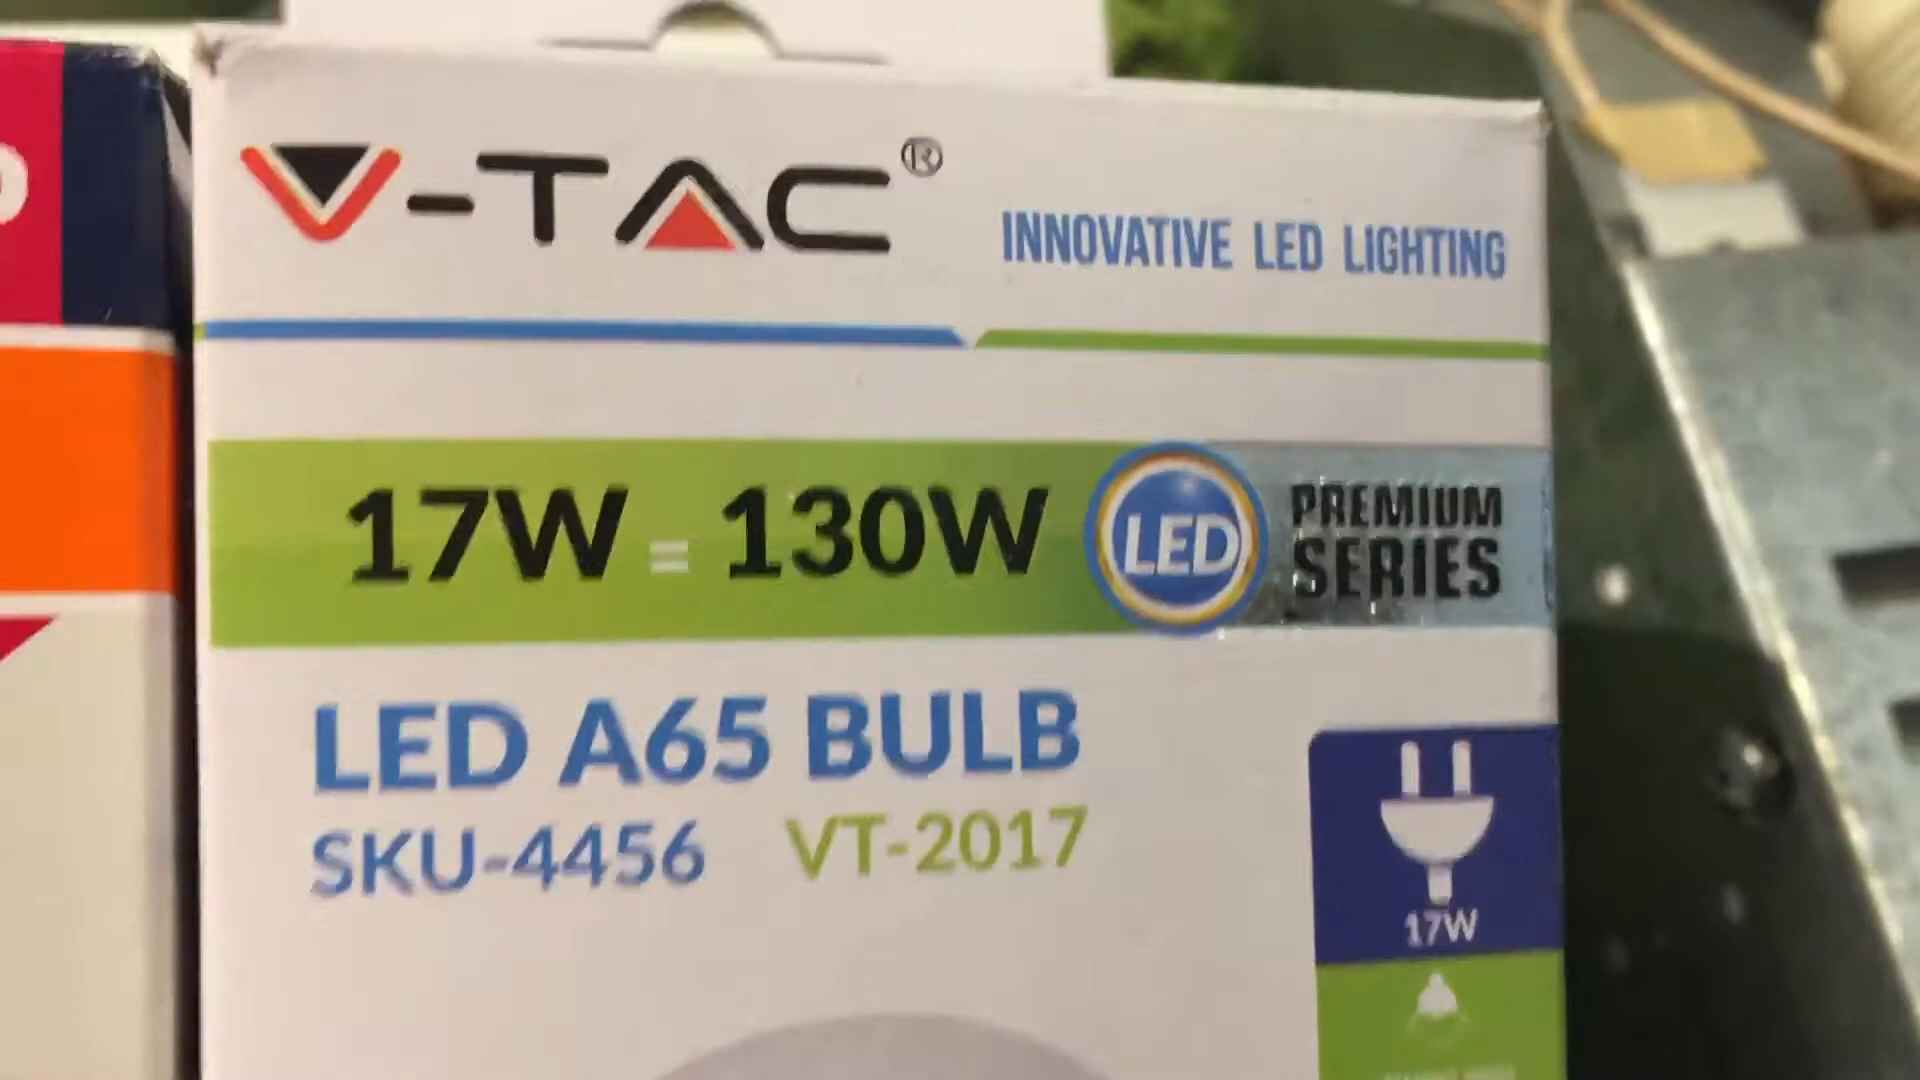 V-TAC®
INNOVATIVE LED LIGHTING
17W = 130W
LED
PREMIUM
SERIES
LED A65 BULB
SKU-4456 VT-2017
17W